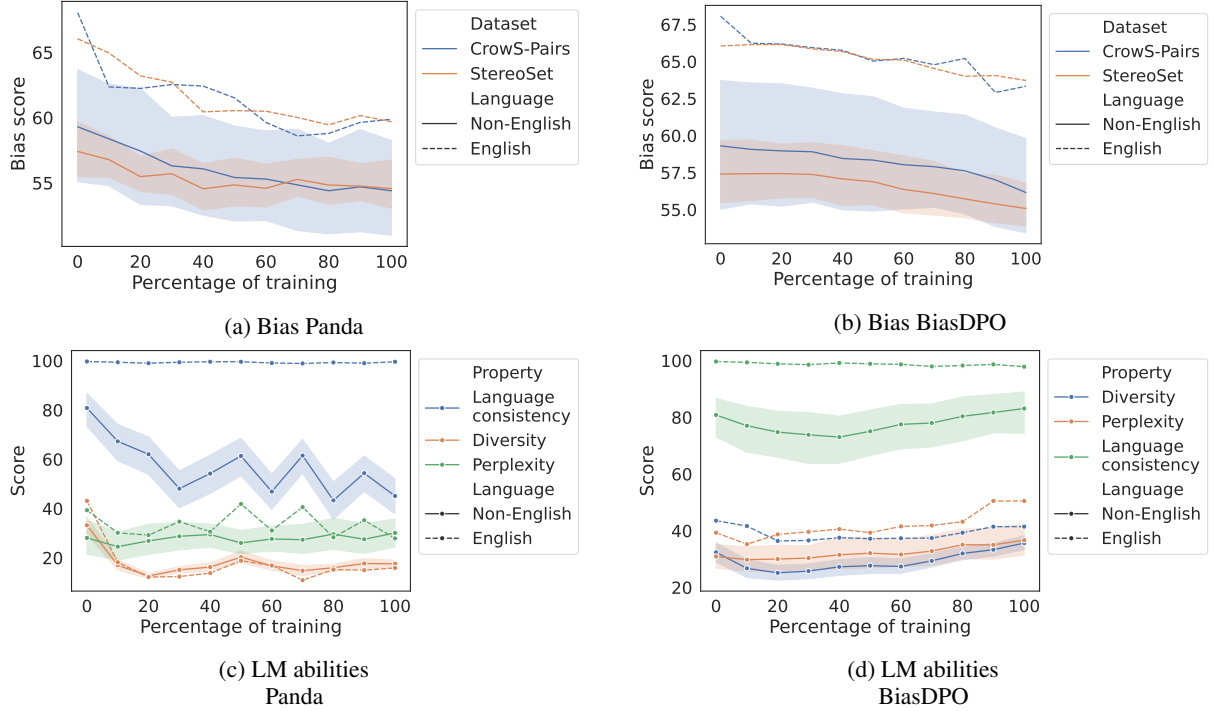 65
60
55
Bias score
0 20 40 60 80 100
Percentage of training
Dataset
CrowS-Pairs
StereoSet
Language
Non-English
English
(a) Bias Panda
67.5
65.0
62.5
60.0
57.5
55.0
Bias score
0 20 40 60 80 100
Percentage of training
Dataset
CrowS-Pairs
StereoSet
Language
Non-English
English
(b) Bias BiasDPO
100
80
60
40
20
Score
0 20 40 60 80 100
Percentage of training
Property
Language
consistency
Diversity
Perplexity
Language
Non-English
English
(c) LM abilities
Panda
100
80
60
40
20
Score
0 20 40 60 80 100
Percentage of training
Property
Diversity
Perplexity
Language
consistency
Language
Non-English
English
(d) LM abilities
BiasDPO